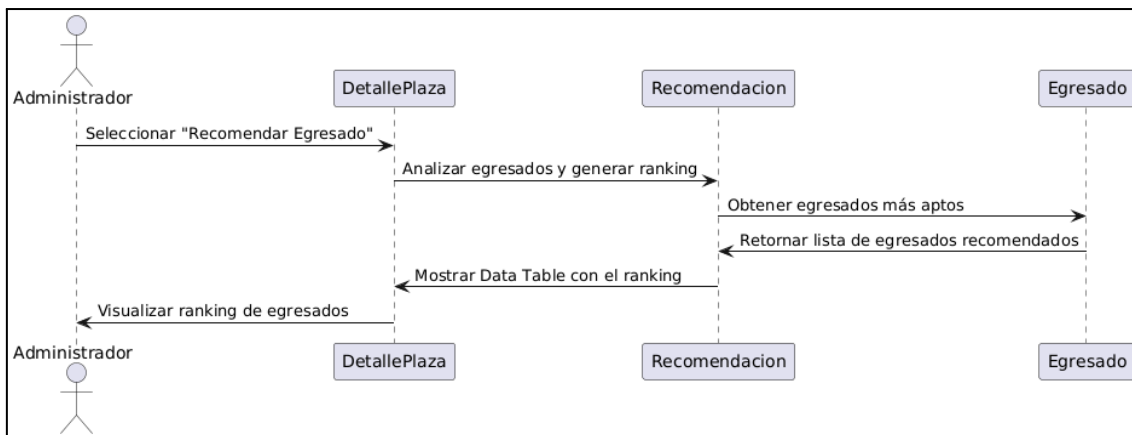 Administrador
DetallePlaza
Recomendacion
Egresado
Seleccionar "Recomendar Egresado"
Analizar egresados y generar ranking
Obtener egresados más aptos
Retornar lista de egresados recomendados
Mostrar Data Table con el ranking
Visualizar ranking de egresados
Administrador
DetallePlaza
Recomendacion
Egresado